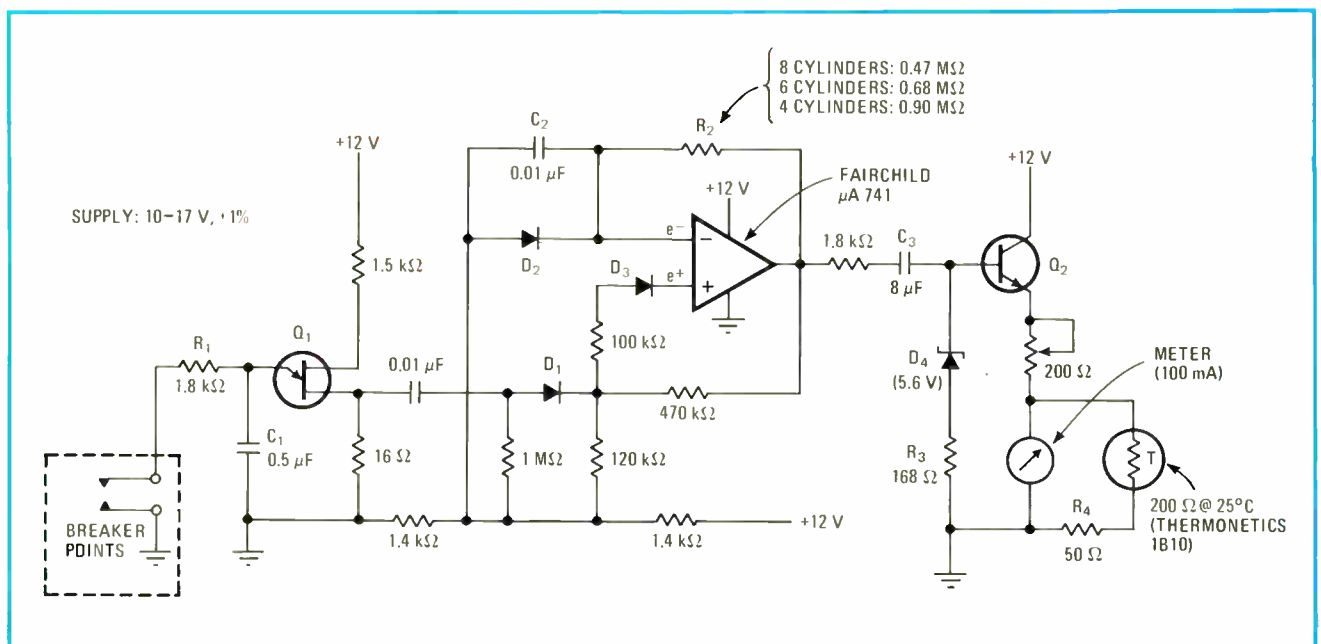 8 CYLINDERS: 0.47 MΩ
6 CYLINDERS: 0.68 MΩ
4 CYLINDERS: 0.90 MΩ
C2
0.01 μF
R2
+12 V
+12 V
+12 V
FAIRCHILD
μA 741
SUPPLY: 10–17 V, ±1%
1.5 kΩ
D2
e−
−
D3
e+
+
1.8 kΩ
C3
8 μF
Q2
Q1
R1
1.8 kΩ
0.01 μF
100 kΩ
D1
470 kΩ
D4
(5.6 V)
200 Ω
METER
(100 mA)
C1
0.5 μF
16 Ω
1 MΩ
120 kΩ
R3
168 Ω
T
BREAKER
PDINTS
1.4 kΩ
1.4 kΩ
+12 V
R4
50 Ω
200 Ω @ 25°C
(THERMONETICS
1B10)